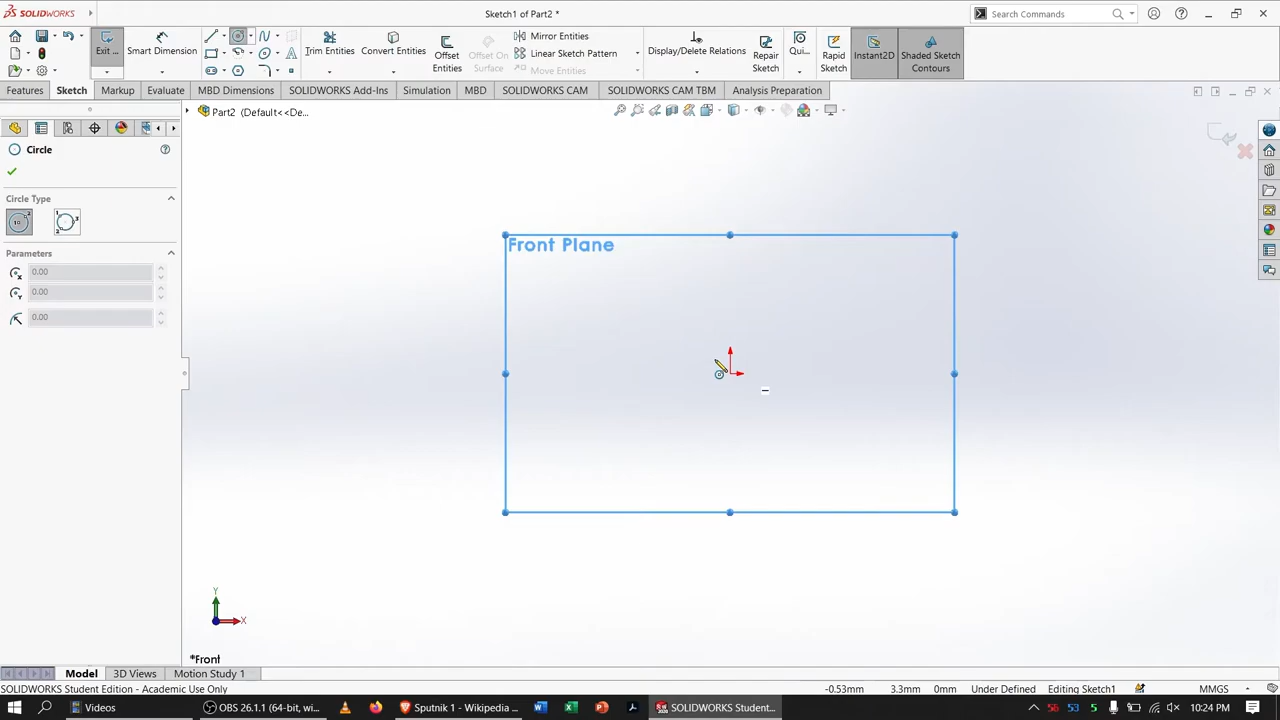 SOLIDWORKS
Sketch1 of Part2 *
Search Commands
Exit ...
Smart Dimension
Trim Entities
Convert Entities
Offset Entities
Offset On Surface
Mirror Entities
Linear Sketch Pattern
Move Entities
Display/Delete Relations
Repair Sketch
Qui...
Rapid Sketch
Instant2D
Shaded Sketch Contours
Features
Sketch
Markup
Evaluate
MBD Dimensions
SOLIDWORKS Add-Ins
Simulation
MBD
SOLIDWORKS CAM
SOLIDWORKS CAM TBM
Analysis Preparation
Part2 (Default<<De...
Circle
Circle Type
Parameters
0.00
0.00
0.00
Front Plane
Y
X
*Front
Model
3D Views
Motion Study 1
SOLIDWORKS Student Edition - Academic Use Only
-0.53mm
3.3mm
0mm
Under Defined
Editing Sketch1
MMGS
Videos
OBS 26.1.1 (64-bit, wi...
Sputnik 1 - Wikipedia ...
SOLIDWORKS Student...
56
53
5
10:24 PM